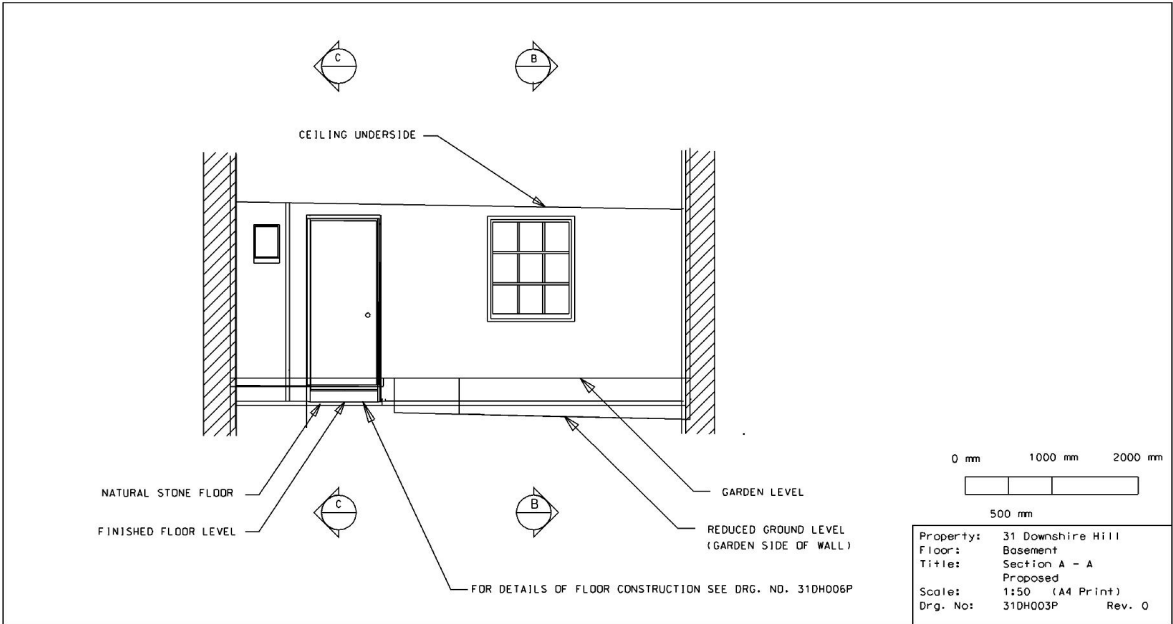 C
B
CEILING UNDERSIDE
NATURAL STONE FLOOR
FINISHED FLOOR LEVEL
C
B
GARDEN LEVEL
REDUCED GROUND LEVEL
(GARDEN SIDE OF WALL)
FOR DETAILS OF FLOOR CONSTRUCTION SEE DRG. NO. 31DH006P
0 mm 1000 mm 2000 mm
500 mm
Property: 31 Downshire Hill
Floor: Basement
Title: Section A - A
Proposed
Scale: 1:50 (A4 Print)
Drg. No: 31DH003P Rev. 0